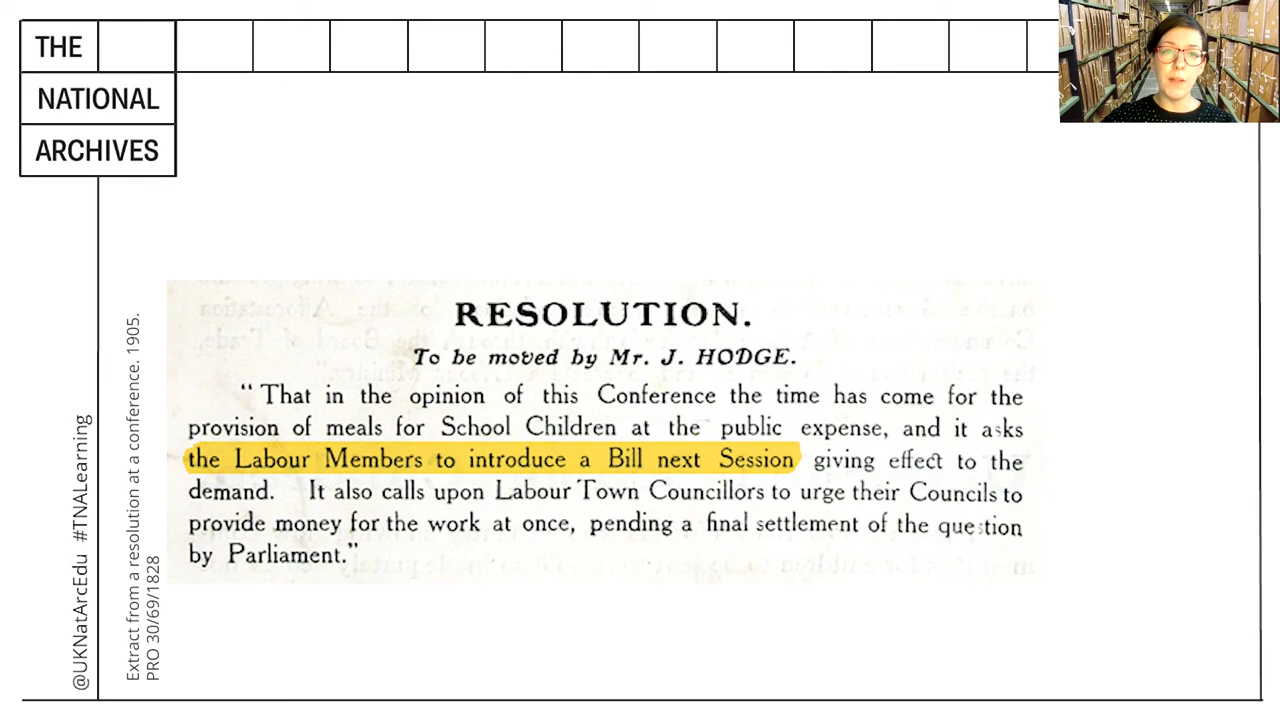 THE
NATIONAL
ARCHIVES
RESOLUTION.
To be moved by Mr. J. HODGE.
"That in the opinion of this Conference the time has come for the
provision of meals for School Children at the public expense, and it asks
the Labour Members to introduce a Bill next Session giving effect to the
demand. It also calls upon Labour Town Councillors to urge their Councils to
provide money for the work at once, pending a final settlement of the question
by Parliament."
@UKNatArcEdu #TNALearning
Extract from a resolution at a conference. 1905.
PRO 30/69/1828